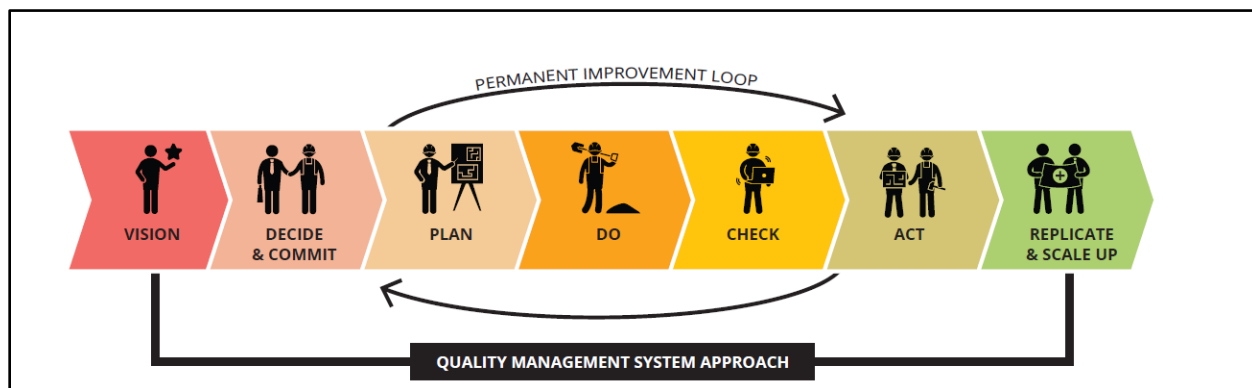 PERMANENT IMPROVEMENT LOOP
VISION
DECIDE
& COMMIT
PLAN
DO
CHECK
ACT
REPLICATE
& SCALE UP
QUALITY MANAGEMENT SYSTEM APPROACH